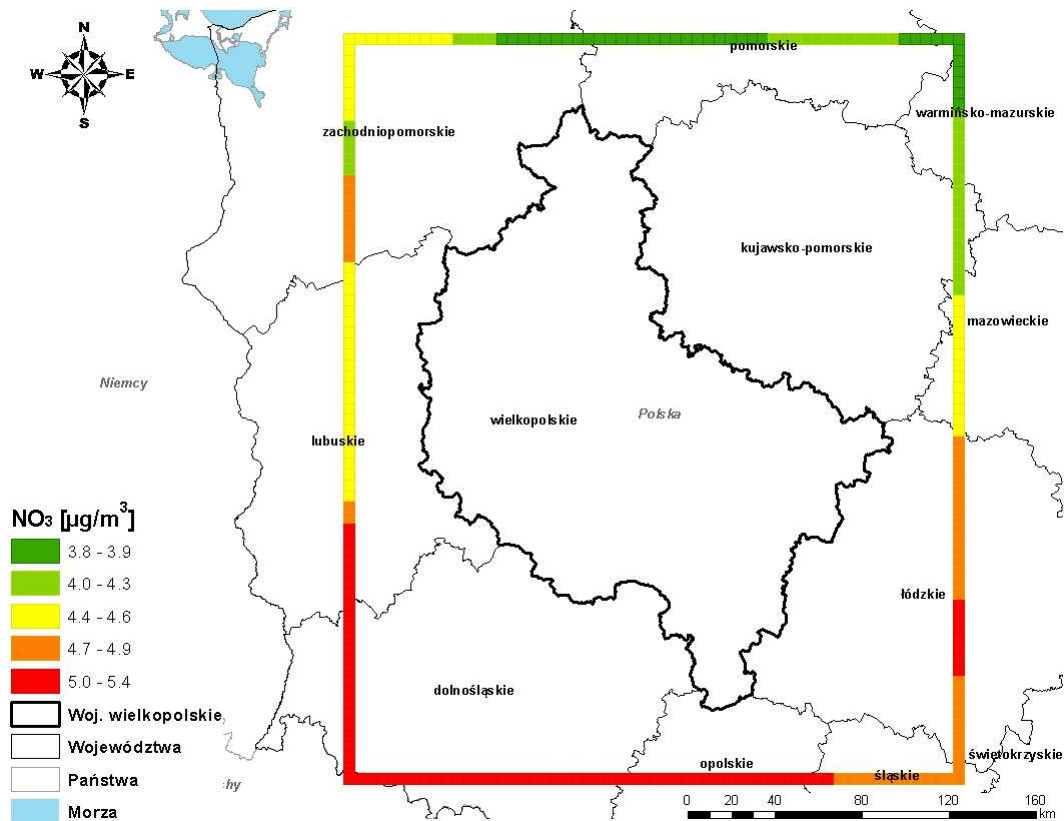 N
W E
S
pomorskie
warmińsko-mazurskie
zachodniopomorskie
kujawsko-pomorskie
mazowieckie
Niemcy
wielkopolskie
Polska
lubuskie
NO₃ [µg/m³]
3.8 - 3.9
4.0 - 4.3
4.4 - 4.6
4.7 - 4.9
5.0 - 5.4
Woj. wielkopolskie
Województwa
Państwa
Morza
łódzkie
dolnośląskie
opolskie
śląskie
świętokrzyskie
chy
0 20 40 80 120 160
km